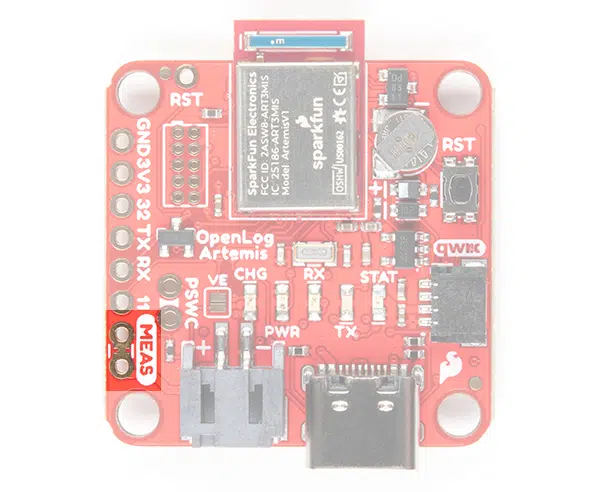 RST
GND
3V3
32
TX
RX
11
SparkFun Electronics
FCC ID: 2ASW8-ART3MIS
IC: 25186-ART3MIS
Model: ArtemisV1
sparkfun
OSHW US000162
RST
+
-
OpenLog
Artemis
QWIIC
PSWC
VE
CHG
RX
STAT
PWR
TX
MEAS
+
-